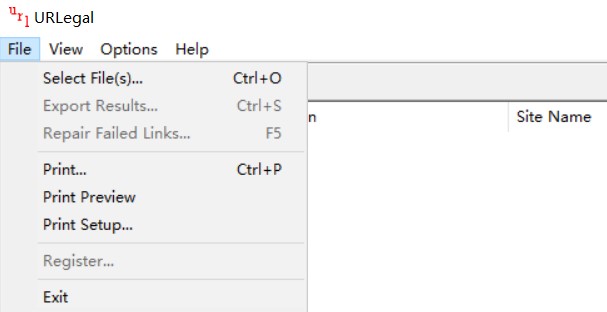 url URLegal
File View Options Help
Select File(s)... Ctrl+O
Export Results... Ctrl+S
Repair Failed Links... F5
n Site Name
Print... Ctrl+P
Print Preview
Print Setup...
Register...
Exit